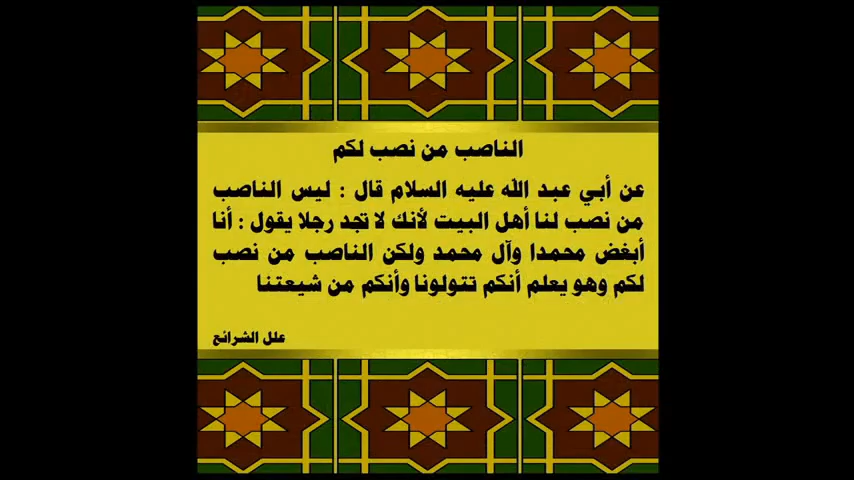 الناصب من نصب لكم
عن أبي عبد الله عليه السلام قال : ليس الناصب
من نصب لنا أهل البيت لأنك لا تجد رجلا يقول : أنا
أبغض محمدا وآل محمد ولكن الناصب من نصب
لكم وهو يعلم أنكم تتولونا وأنكم من شيعتنا
علل الشرائع